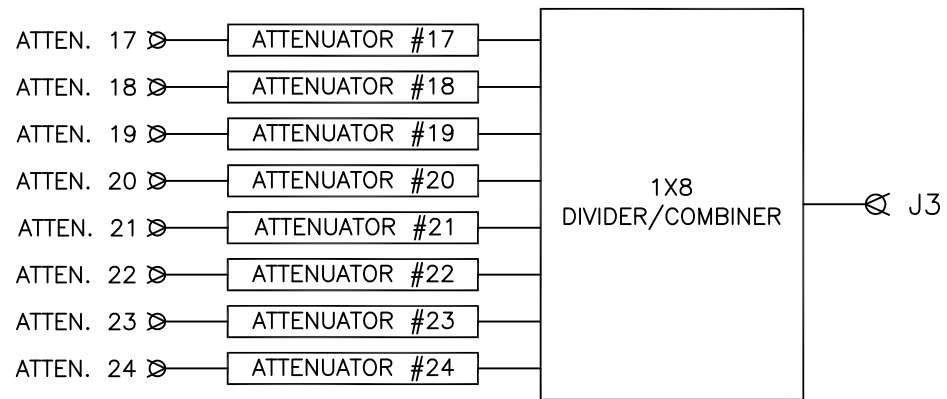 ATTEN. 17 ATTENUATOR #17
ATTEN. 18 ATTENUATOR #18
ATTEN. 19 ATTENUATOR #19
ATTEN. 20 ATTENUATOR #20
ATTEN. 21 ATTENUATOR #21
ATTEN. 22 ATTENUATOR #22
ATTEN. 23 ATTENUATOR #23
ATTEN. 24 ATTENUATOR #24
1X8
DIVIDER/COMBINER
J3